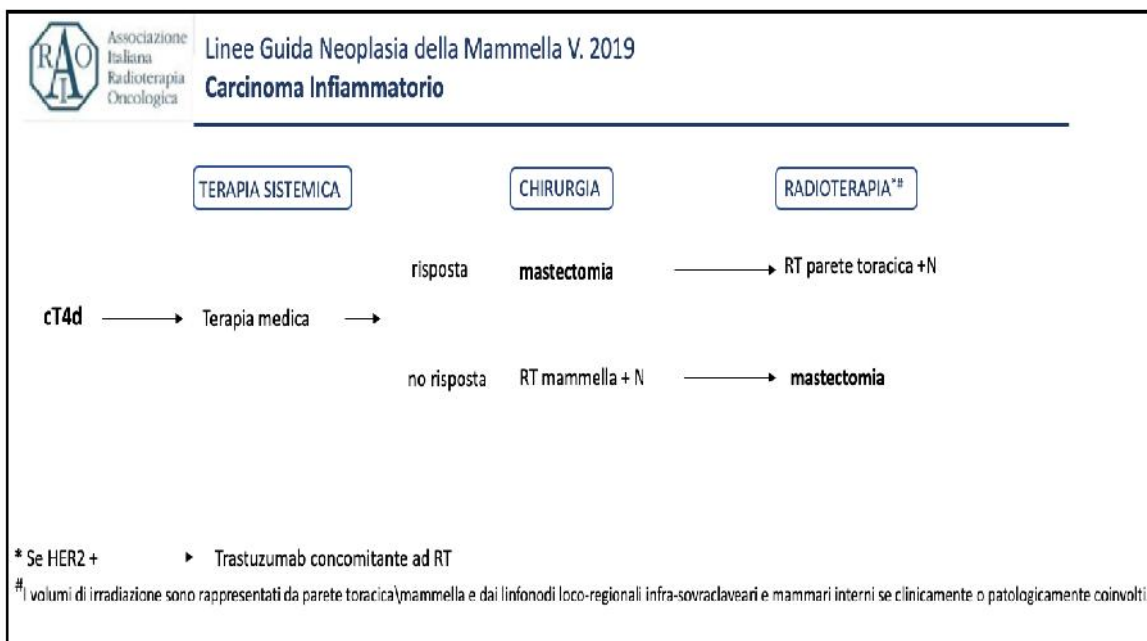 RAO
AI
Associazione
Italiana
Radioterapia
Oncologica
Linee Guida Neoplasia della Mammella V. 2019
Carcinoma Infiammatorio
TERAPIA SISTEMICA CHIRURGIA RADIOTERAPIA*#
risposta mastectomia RT parete toracica +N
cT4d Terapia medica
no risposta RT mammella + N mastectomia
* Se HER2 + Trastuzumab concomitante ad RT
#I volumi di irradiazione sono rappresentati da parete toracica\mammella e dai linfonodi loco-regionali infra-sovraclaveari e mammari interni se clinicamente o patologicamente coinvolti